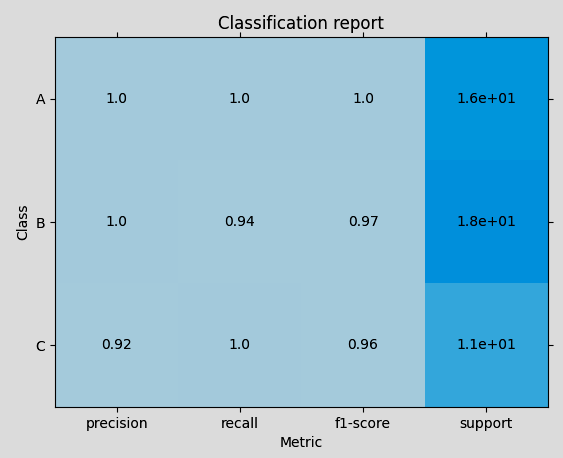 Classification report
A 1.0 1.0 1.0 1.6e+01
B 1.0 0.94 0.97 1.8e+01
C 0.92 1.0 0.96 1.1e+01
Class
precision recall f1-score support
Metric